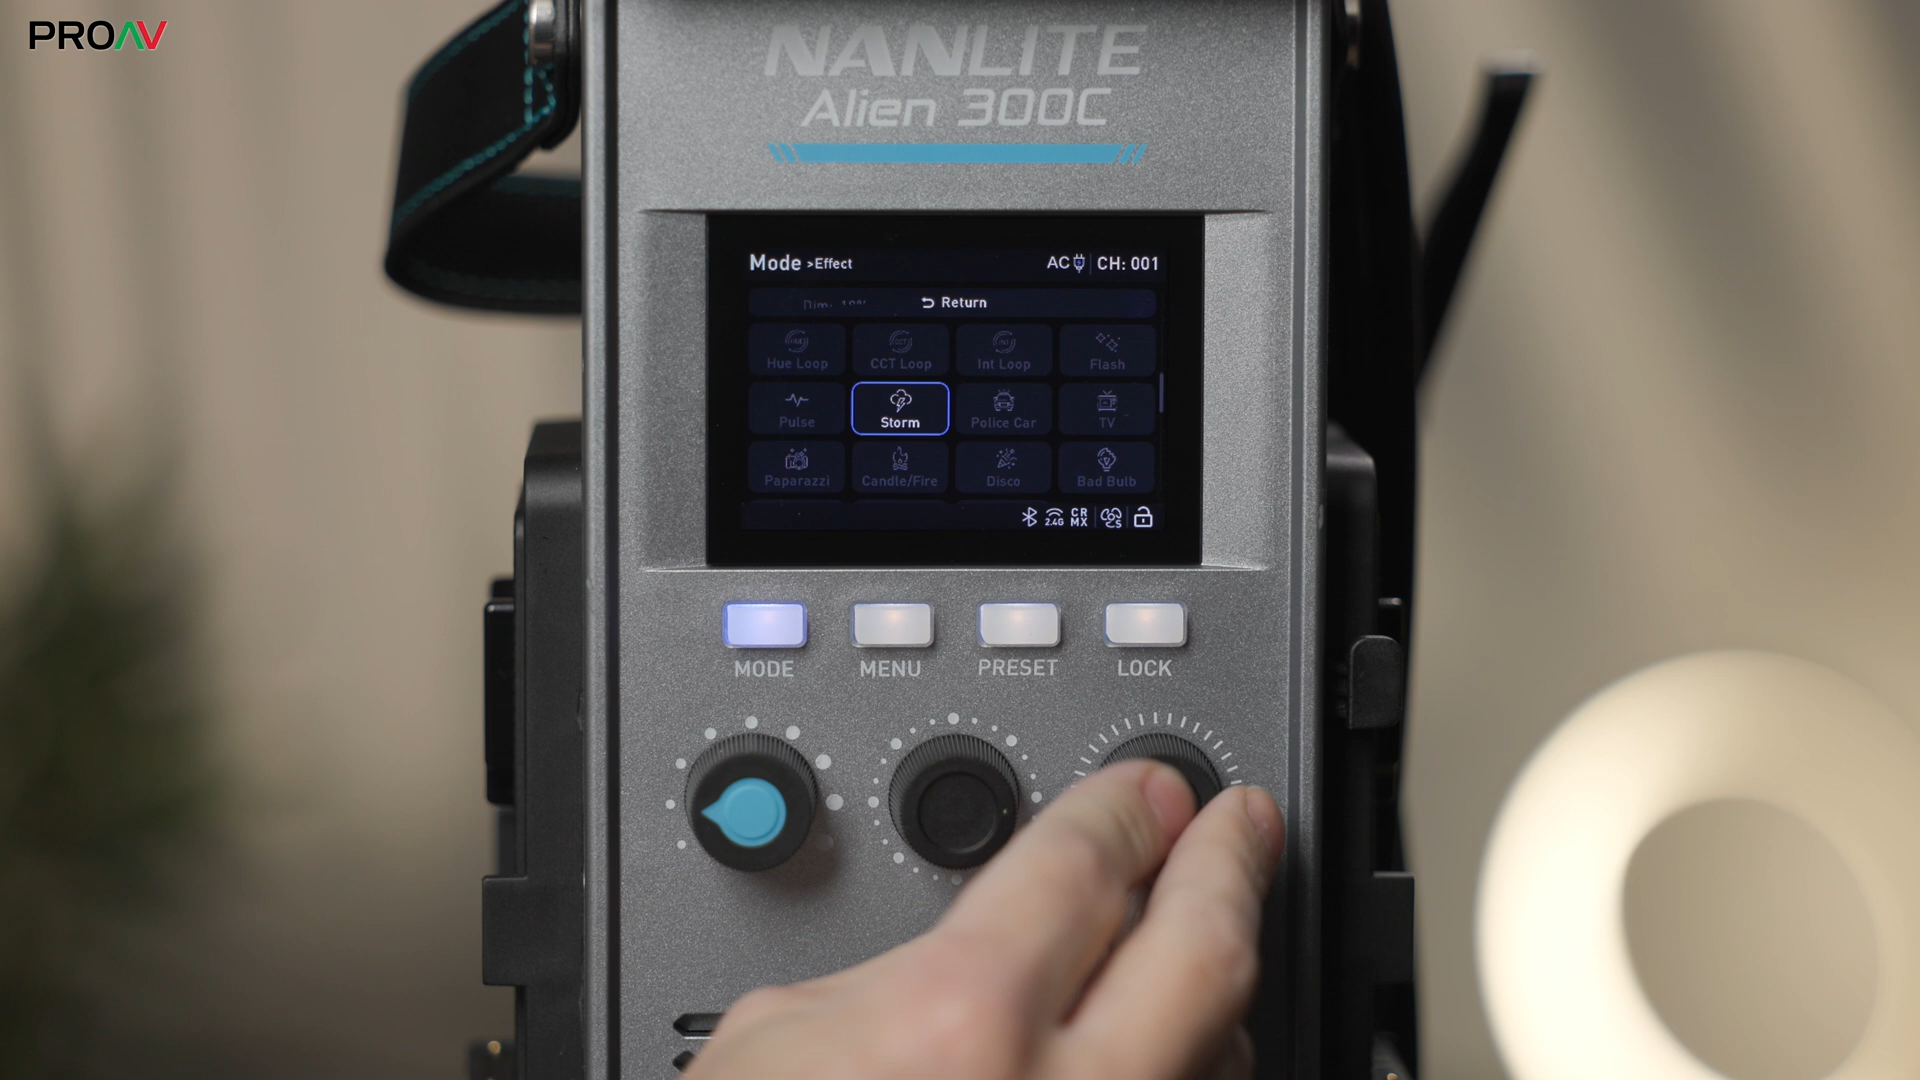 PROAV
NANLITE
Alien 300C
Mode >Effect
AC CH: 001
Return
Hue Loop CCT Loop Int Loop Flash
Pulse Storm Police Car TV
Paparazzi Candle/Fire Disco Bad Bulb
2.4G CR MX S
MODE MENU PRESET LOCK